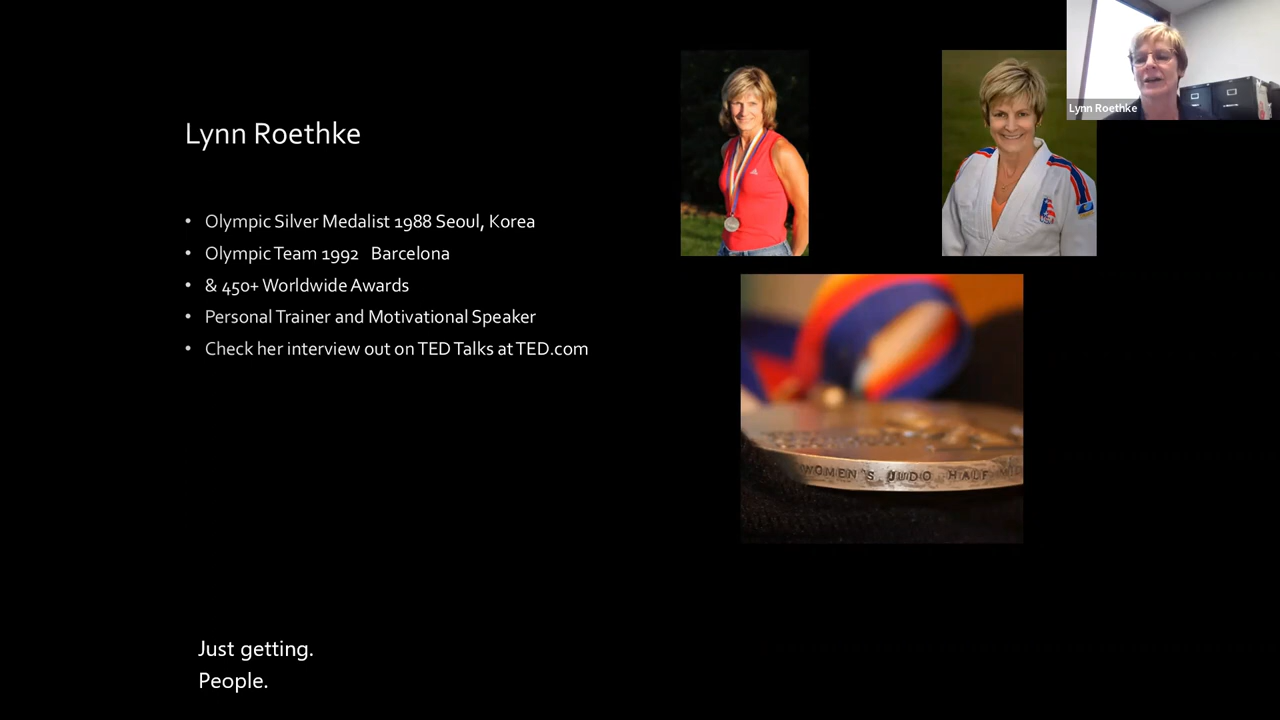 Lynn Roethke
Lynn Roethke
• Olympic Silver Medalist 1988 Seoul, Korea
• Olympic Team 1992 Barcelona
• & 450+ Worldwide Awards
• Personal Trainer and Motivational Speaker
• Check her interview out on TED Talks at TED.com
WOMEN'S JUDO HALF
Just getting.
People.